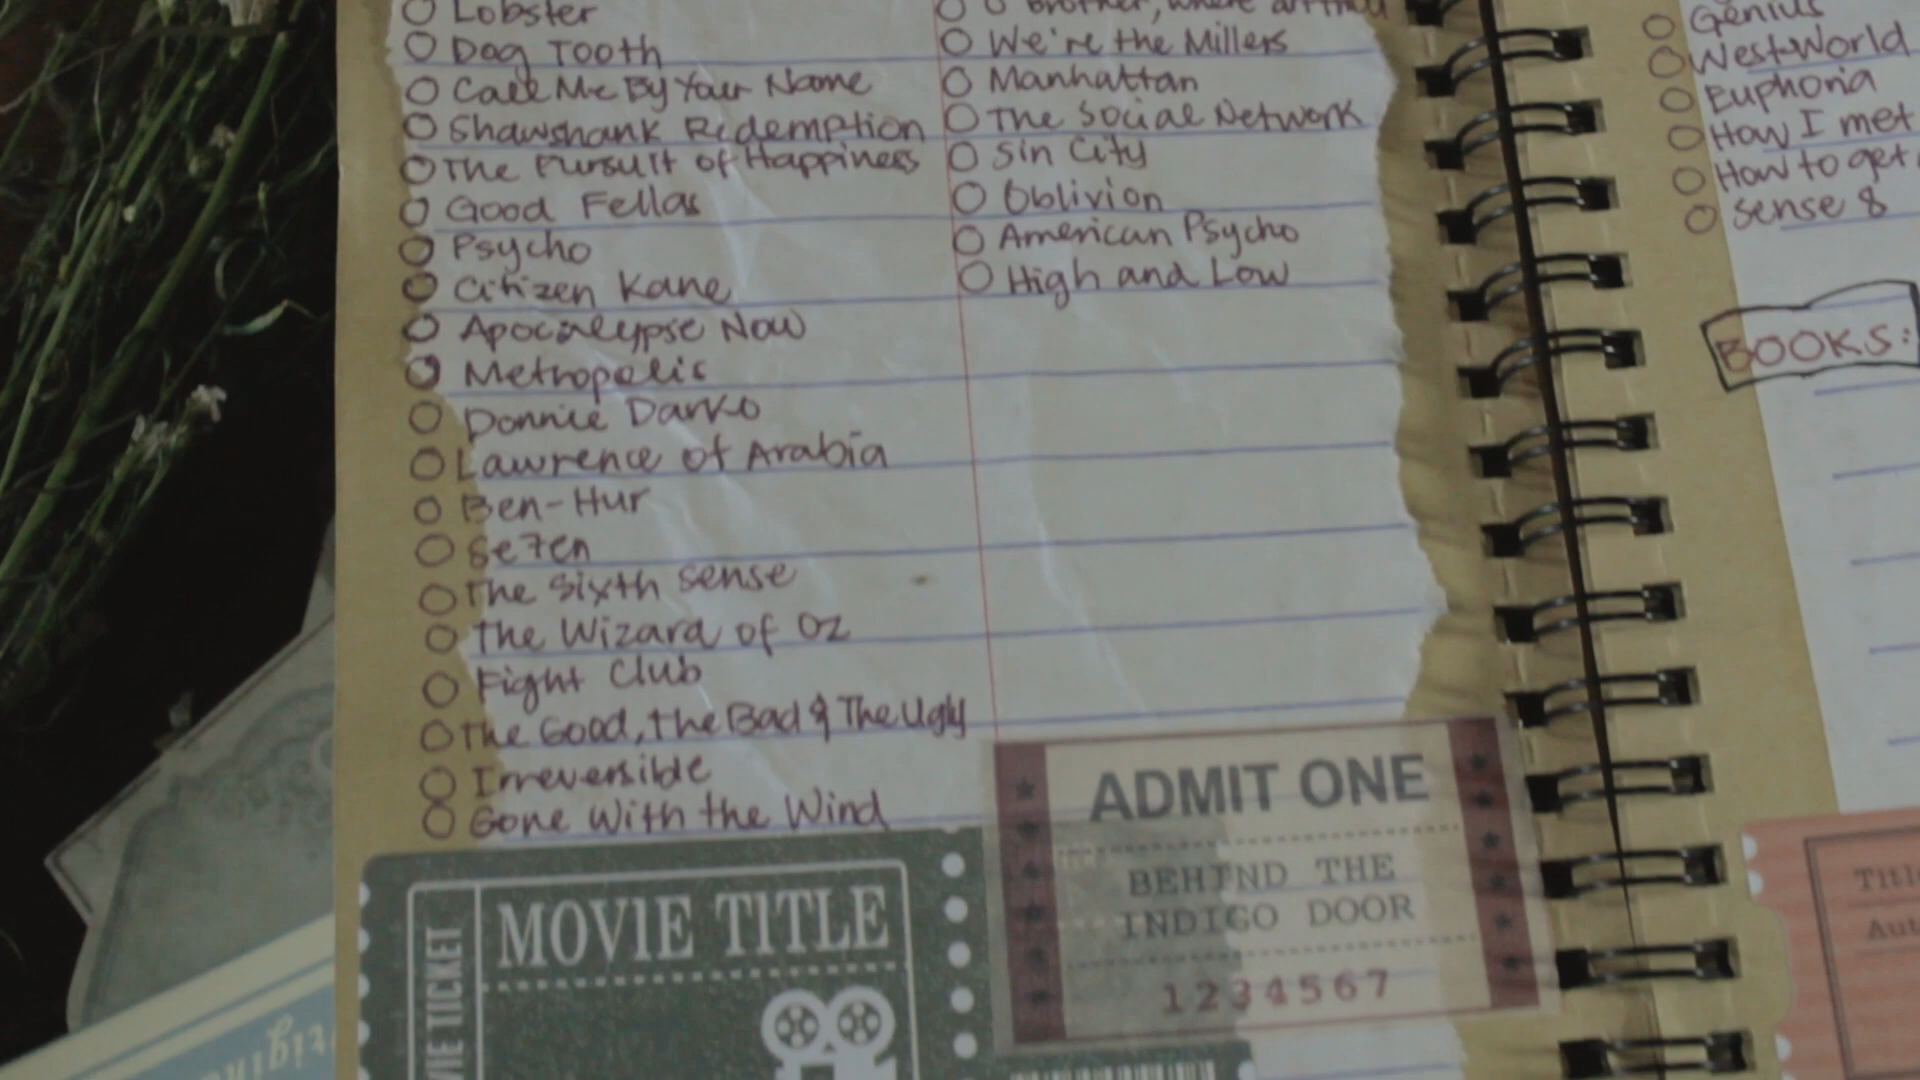 Lobster
Dog Tooth
Call Me By Your Name
Shawshank Redemption
The Pursuit of Happiness
Good Fellas
Psycho
Citizen Kane
Apocalypse Now
Metropolis
Donnie Darko
Lawrence of Arabia
Ben-Hur
Se7en
The Sixth Sense
The Wizard of Oz
Fight Club
The Good, the Bad & The Ugly
Irreversible
Gone With the Wind
O Brother, where art thou
We're the Millers
Manhattan
The Social Network
Sin City
Oblivion
American Psycho
High and Low
MOVIE TITLE
TICKET
ADMIT ONE
BEHIND THE
INDIGO DOOR
1234567
Genius
WestWorld
Euphoria
How I met
How to get
Sense 8
BOOKS: